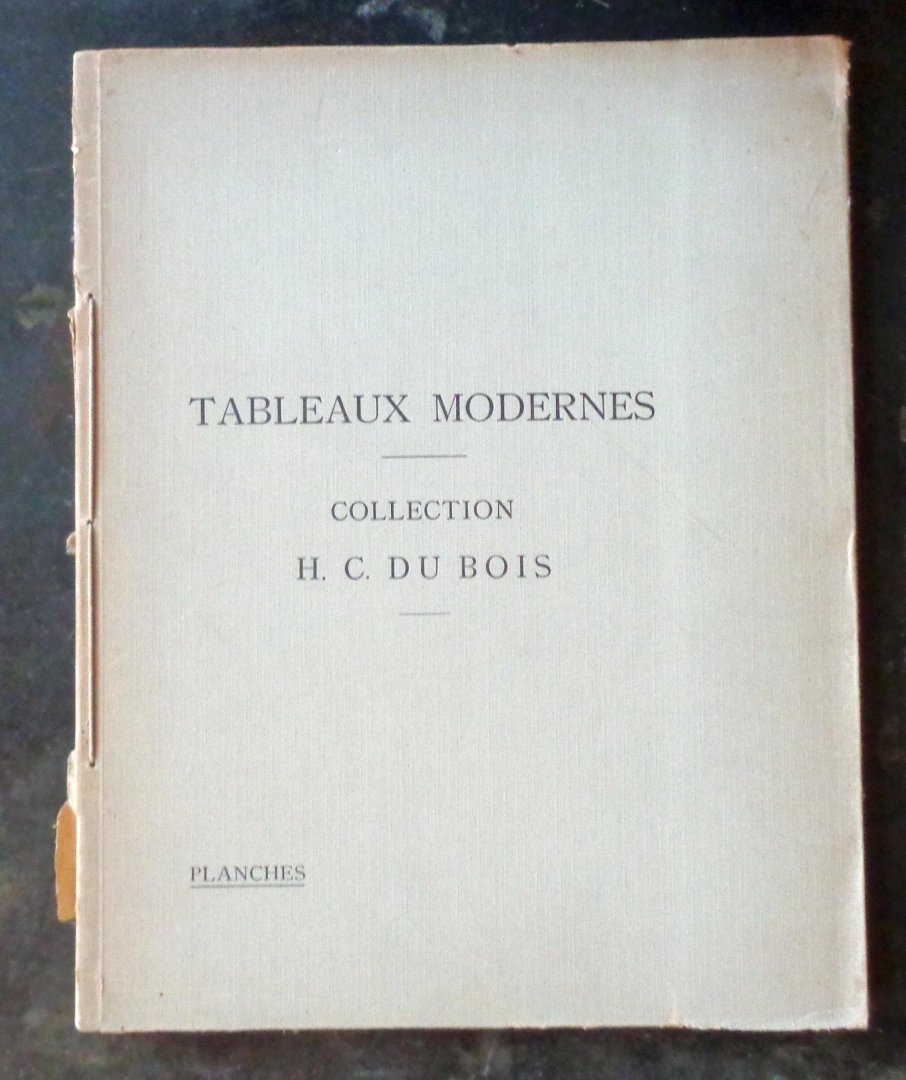 TABLEAUX MODERNES
COLLECTION
H. C. DU BOIS
PLANCHES